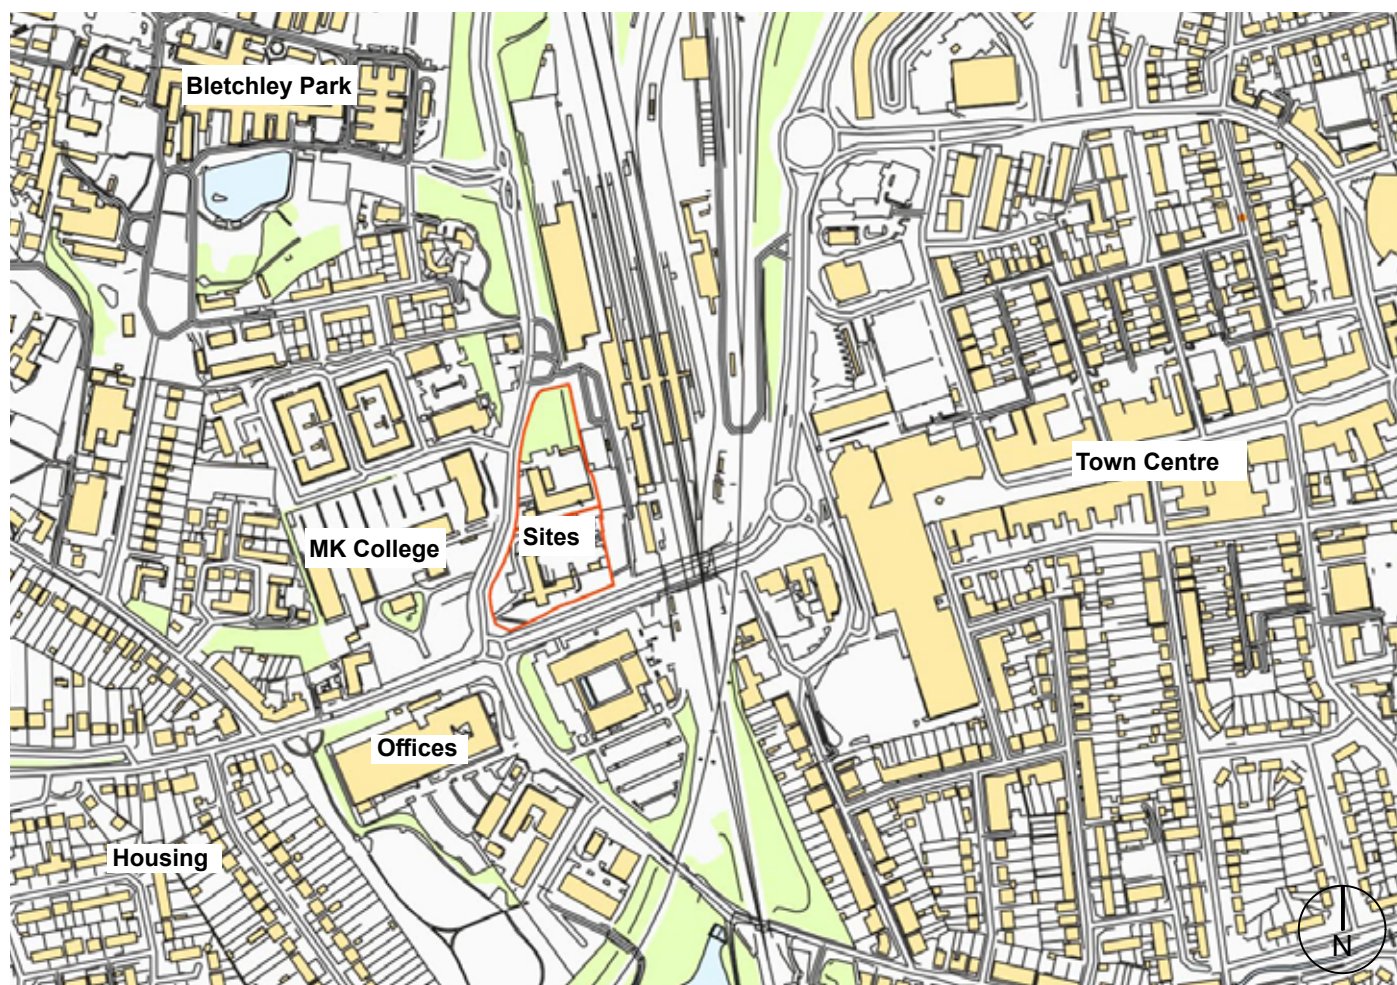 Bletchley Park
Town Centre
Sites
MK College
Offices
Housing
N